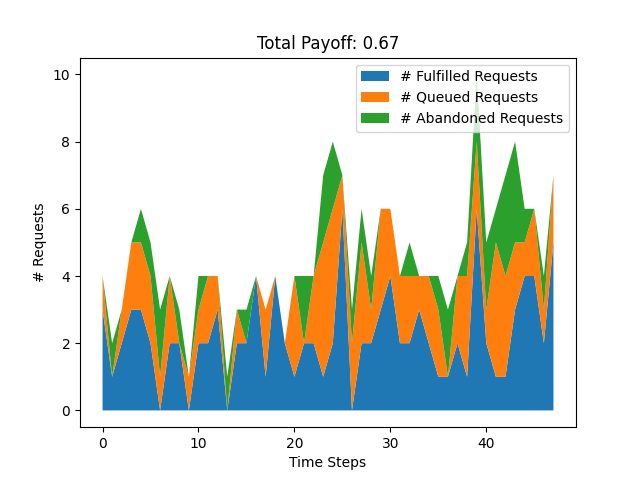 Total Payoff: 0.67
# Fulfilled Requests
# Queued Requests
# Abandoned Requests
10
8
6
4
2
0
# Requests
0 10 20 30 40
Time Steps